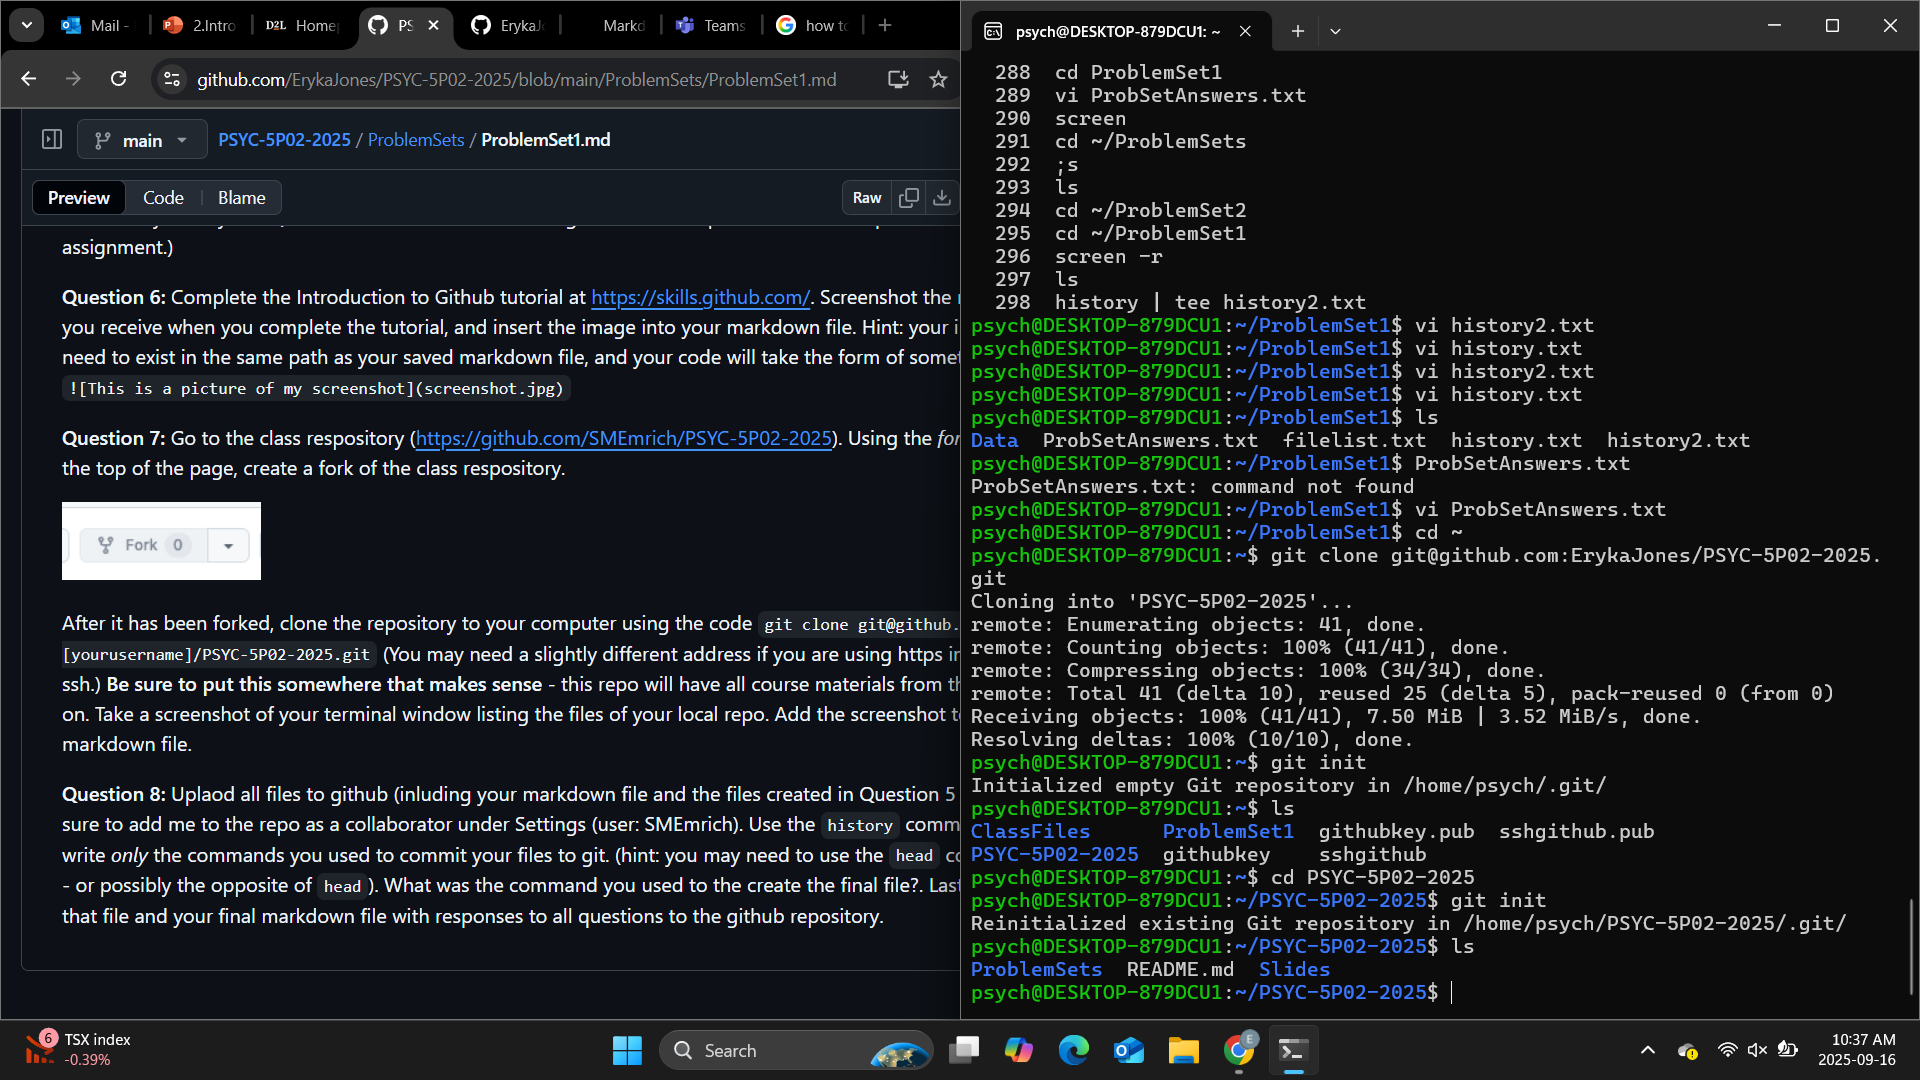 Mail -
2.Intro
D2L Home
PS
ErykaJ
Markd
Teams
how to
github.com/ErykaJones/PSYC-5P02-2025/blob/main/ProblemSets/ProblemSet1.md
main
PSYC-5P02-2025 / ProblemSets / ProblemSet1.md
Preview Code Blame
Raw
assignment.)
Question 6: Complete the Introduction to Github tutorial at https://skills.github.com/. Screenshot the
you receive when you complete the tutorial, and insert the image into your markdown file. Hint: your i
need to exist in the same path as your saved markdown file, and your code will take the form of somet
![This is a picture of my screenshot](screenshot.jpg)
Question 7: Go to the class respository (https://github.com/SMEmrich/PSYC-5P02-2025). Using the for
the top of the page, create a fork of the class respository.
Fork 0
After it has been forked, clone the repository to your computer using the code git clone git@github.
[yourusername]/PSYC-5P02-2025.git (You may need a slightly different address if you are using https in
ssh.) Be sure to put this somewhere that makes sense - this repo will have all course materials from th
on. Take a screenshot of your terminal window listing the files of your local repo. Add the screenshot t
markdown file.
Question 8: Uplaod all files to github (inluding your markdown file and the files created in Question 5
sure to add me to the repo as a collaborator under Settings (user: SMEmrich). Use the history comm
write only the commands you used to commit your files to git. (hint: you may need to use the head co
- or possibly the opposite of head ). What was the command you used to the create the final file?. Las
that file and your final markdown file with responses to all questions to the github repository.
psych@DESKTOP-879DCU1: ~
288 cd ProblemSet1
289 vi ProbSetAnswers.txt
290 screen
291 cd ~/ProblemSets
292 ;s
293 ls
294 cd ~/ProblemSet2
295 cd ~/ProblemSet1
296 screen -r
297 ls
298 history | tee history2.txt
psych@DESKTOP-879DCU1:~/ProblemSet1$ vi history2.txt
psych@DESKTOP-879DCU1:~/ProblemSet1$ vi history.txt
psych@DESKTOP-879DCU1:~/ProblemSet1$ vi history2.txt
psych@DESKTOP-879DCU1:~/ProblemSet1$ vi history.txt
psych@DESKTOP-879DCU1:~/ProblemSet1$ ls
Data ProbSetAnswers.txt filelist.txt history.txt history2.txt
psych@DESKTOP-879DCU1:~/ProblemSet1$ ProbSetAnswers.txt
ProbSetAnswers.txt: command not found
psych@DESKTOP-879DCU1:~/ProblemSet1$ vi ProbSetAnswers.txt
psych@DESKTOP-879DCU1:~/ProblemSet1$ cd ~
psych@DESKTOP-879DCU1:~$ git clone git@github.com:ErykaJones/PSYC-5P02-2025.
git
Cloning into 'PSYC-5P02-2025'...
remote: Enumerating objects: 41, done.
remote: Counting objects: 100% (41/41), done.
remote: Compressing objects: 100% (34/34), done.
remote: Total 41 (delta 10), reused 25 (delta 5), pack-reused 0 (from 0)
Receiving objects: 100% (41/41), 7.50 MiB | 3.52 MiB/s, done.
Resolving deltas: 100% (10/10), done.
psych@DESKTOP-879DCU1:~$ git init
Initialized empty Git repository in /home/psych/.git/
psych@DESKTOP-879DCU1:~$ ls
ClassFiles ProblemSet1 githubkey.pub sshgithub.pub
PSYC-5P02-2025 githubkey sshgithub
psych@DESKTOP-879DCU1:~$ cd PSYC-5P02-2025
psych@DESKTOP-879DCU1:~/PSYC-5P02-2025$ git init
Reinitialized existing Git repository in /home/psych/PSYC-5P02-2025/.git/
psych@DESKTOP-879DCU1:~/PSYC-5P02-2025$ ls
ProblemSets README.md Slides
psych@DESKTOP-879DCU1:~/PSYC-5P02-2025$
6
TSX index
-0.39%
Search
E
10:37 AM
2025-09-16